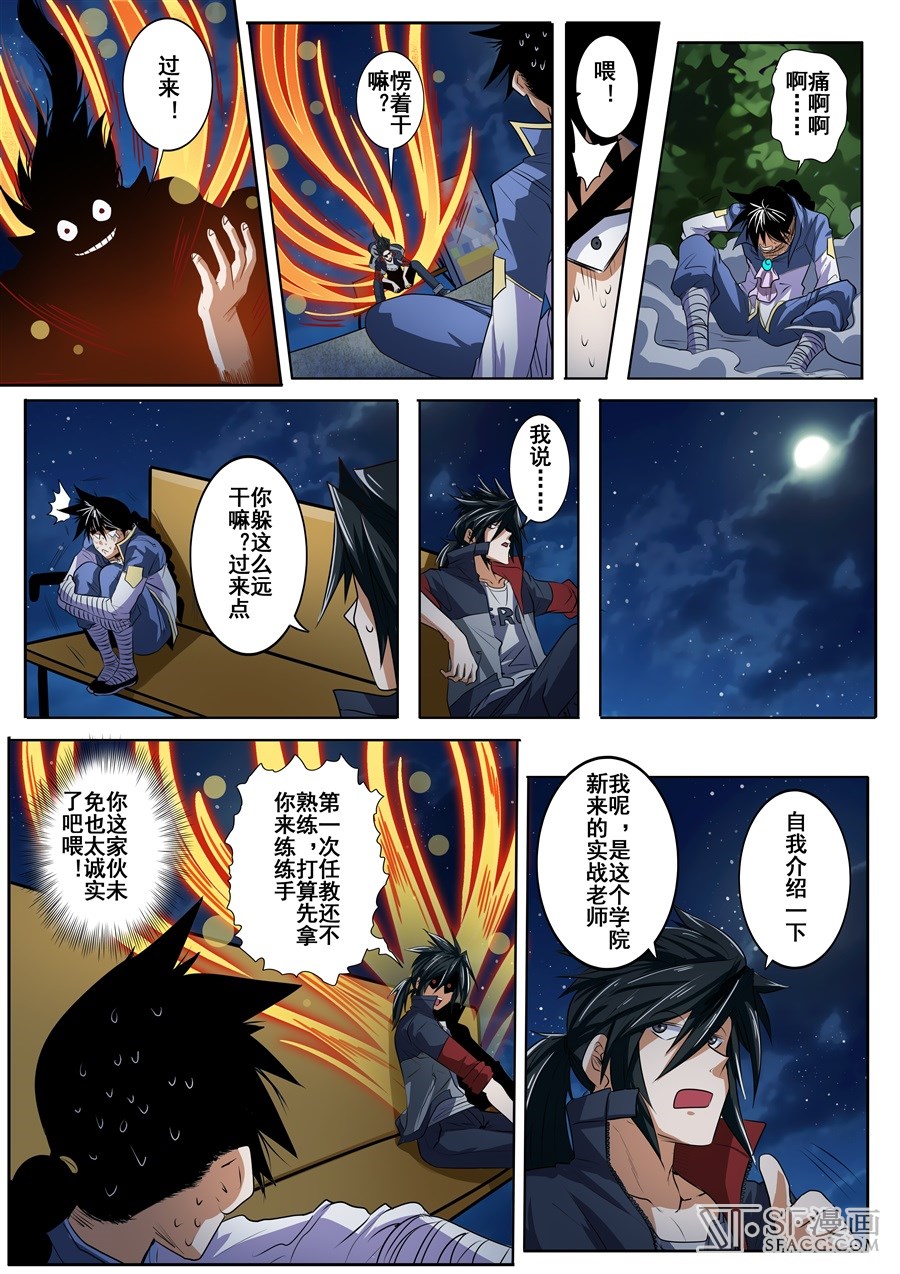 痛啊啊
啊……
喂！
愣着干
嘛？
过来！
我说……
你躲这么远
干嘛？过来点
自我介绍一下
我呢，是这个学院
新来的实战老师
第一次任教还不
熟练，打算先拿
你来练练手
你这家伙未
免也太诚实
了吧喂！
SF漫画
SFACG.COM